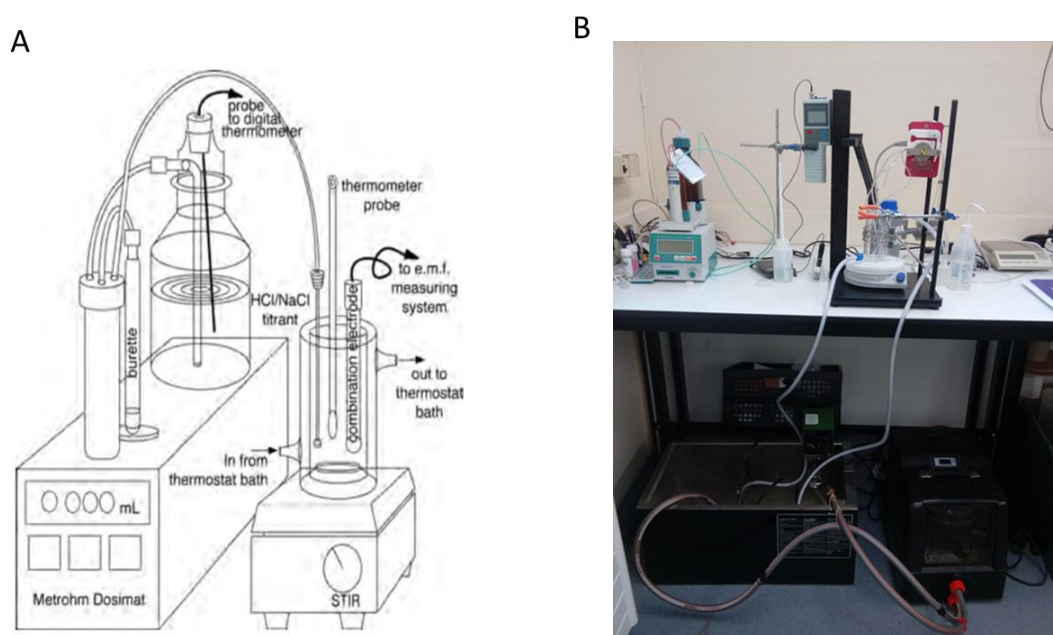 A
B
probe
to digital
thermometer
thermometer
probe
to e.m.f.
measuring
system
HCl/NaCl
titrant
combination electrode
burette
out to
thermostat
bath
In from
thermostat bath
0 000 mL
STIR
Metrohm Dosimat